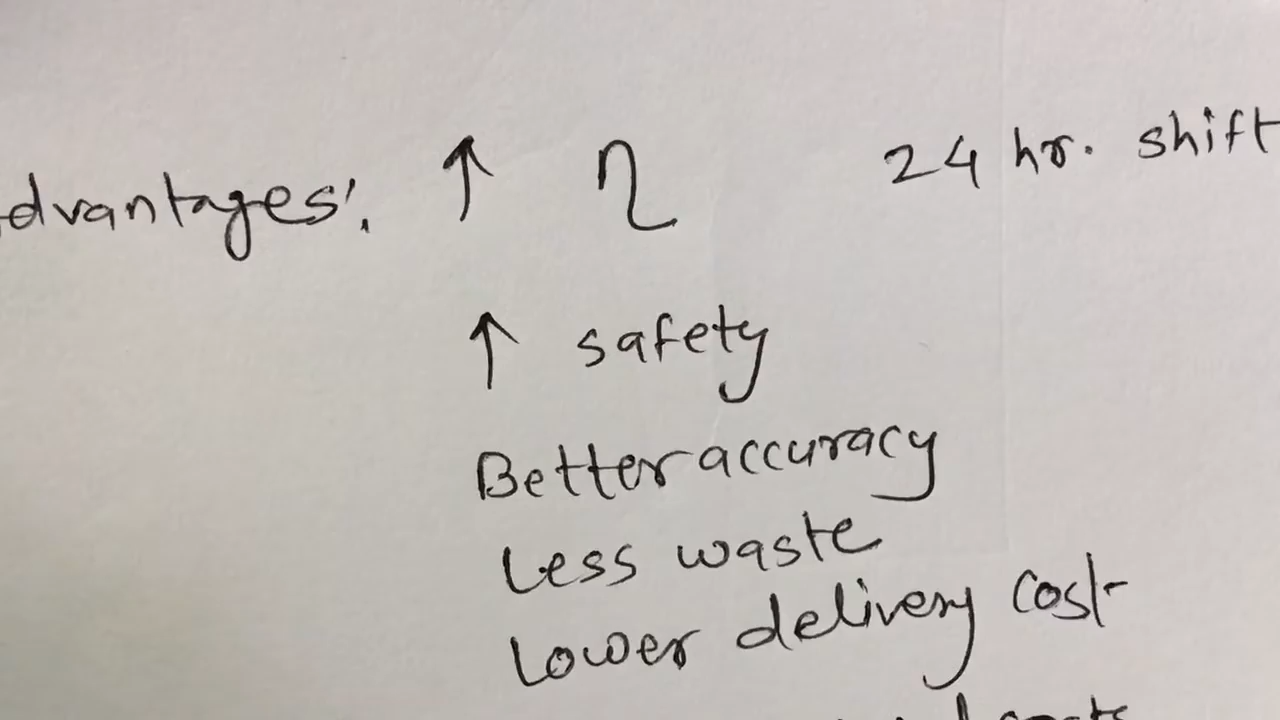 dvantages: ↑ η 24 hr. shift
↑ safety
Better accuracy
Less waste
Lower delivery cost